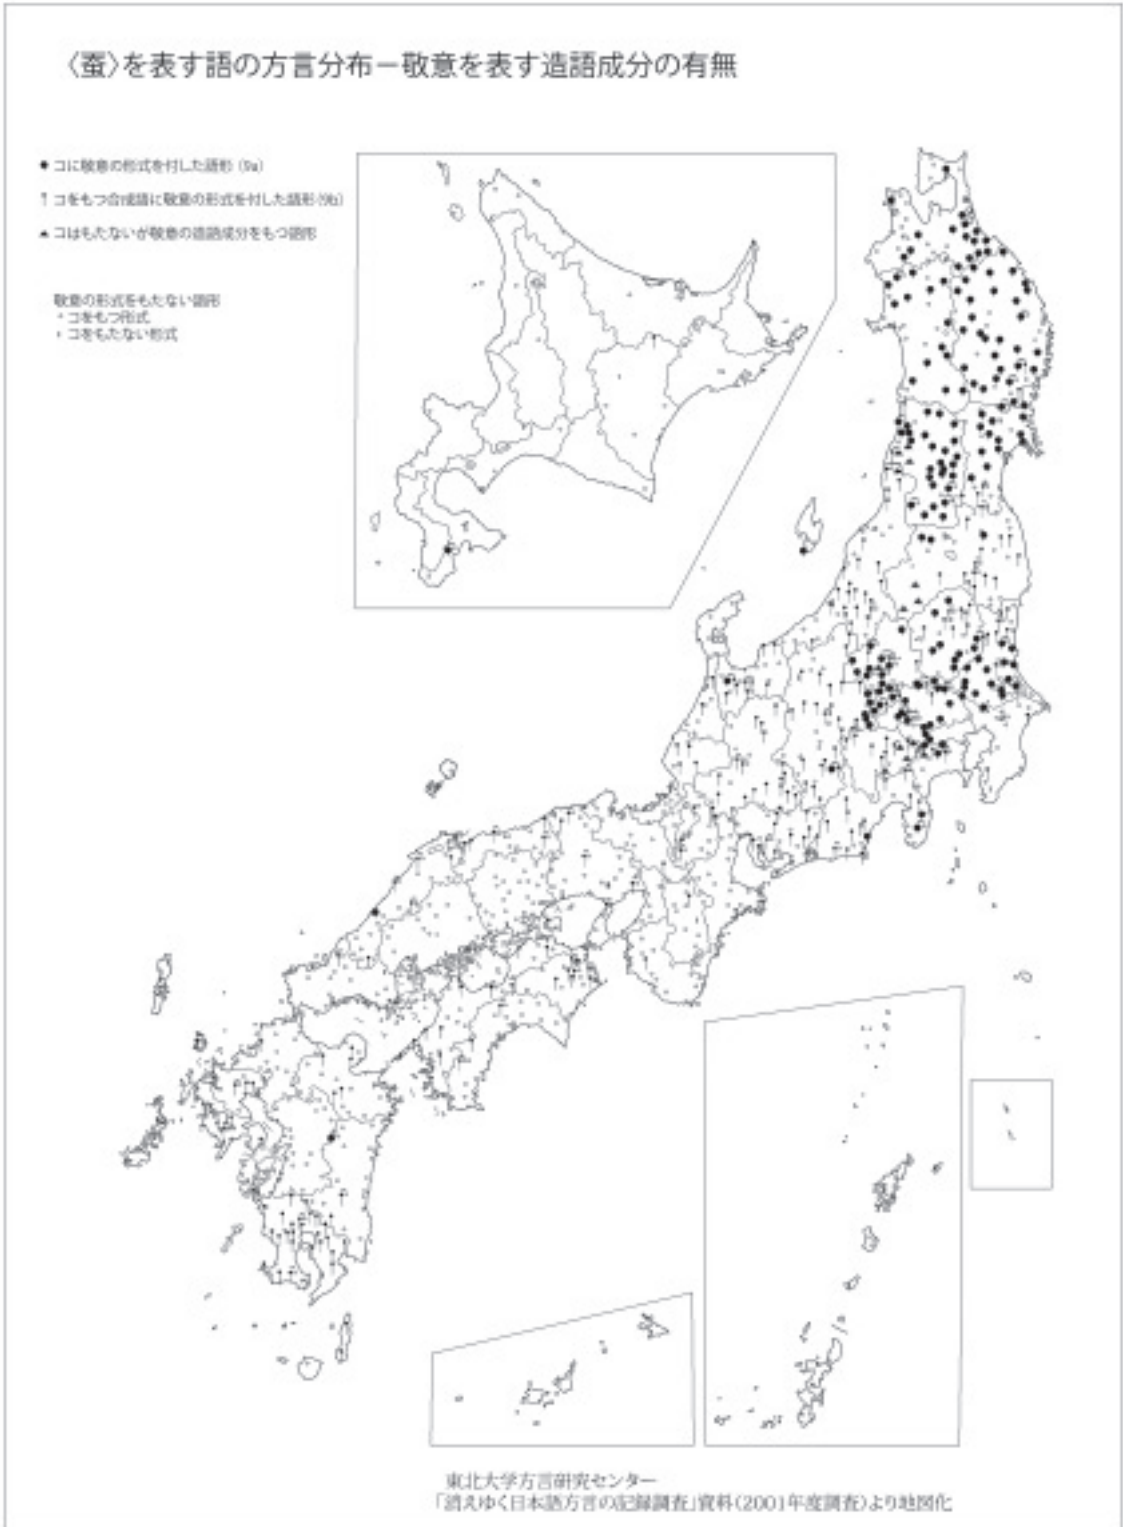 〈蚕〉を表す語の方言分布－敬意を表す造語成分の有無
● コに敬意の形式を付した語形 (9a)
↑ コをもつ合成語に敬意の形式を付した語形(9b)
▲ コはもたないが敬意の造語成分をもつ語形
敬意の形式をもたない語形
コをもつ形式
コをもたない形式
東北大学方言研究センター
「消えゆく日本語方言の記録調査」資料(2001年度調査)より地図化